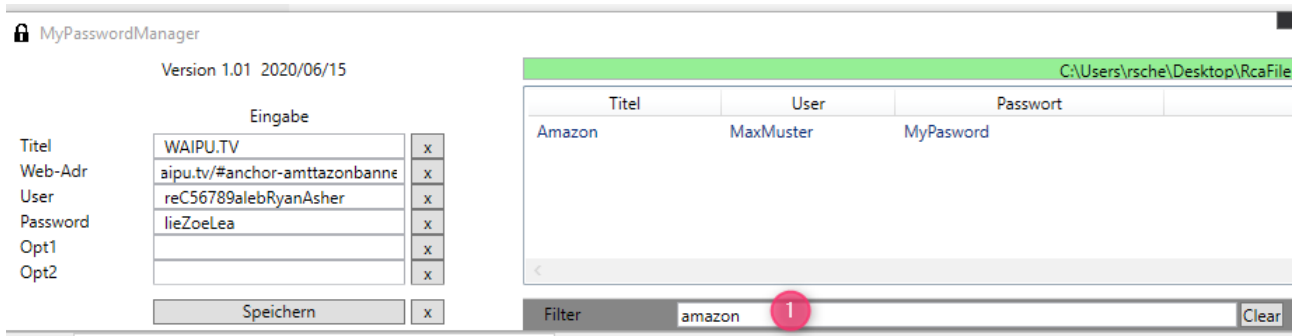 MyPasswordManager
Version 1.01 2020/06/15
C:\Users\rsche\Desktop\RcaFile
Eingabe
Titel WAIPU.TV x
Web-Adr aipu.tv/#anchor-amttazonbanne x
User reC56789alebRyanAsher x
Password lieZoeLea x
Opt1 x
Opt2 x
Speichern x
Titel User Passwort
Amazon MaxMuster MyPasword
Filter amazon 1 Clear